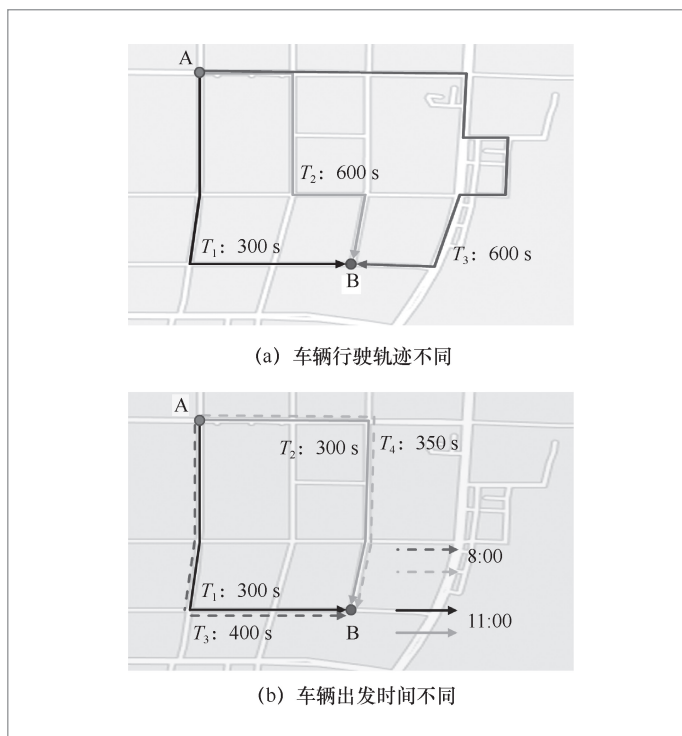 A
T₂：600 s
T₁：300 s
T₃：600 s
B
(a) 车辆行驶轨迹不同
A
T₂：300 s
T₄：350 s
8:00
T₁：300 s
11:00
T₃：400 s
B
(b) 车辆出发时间不同